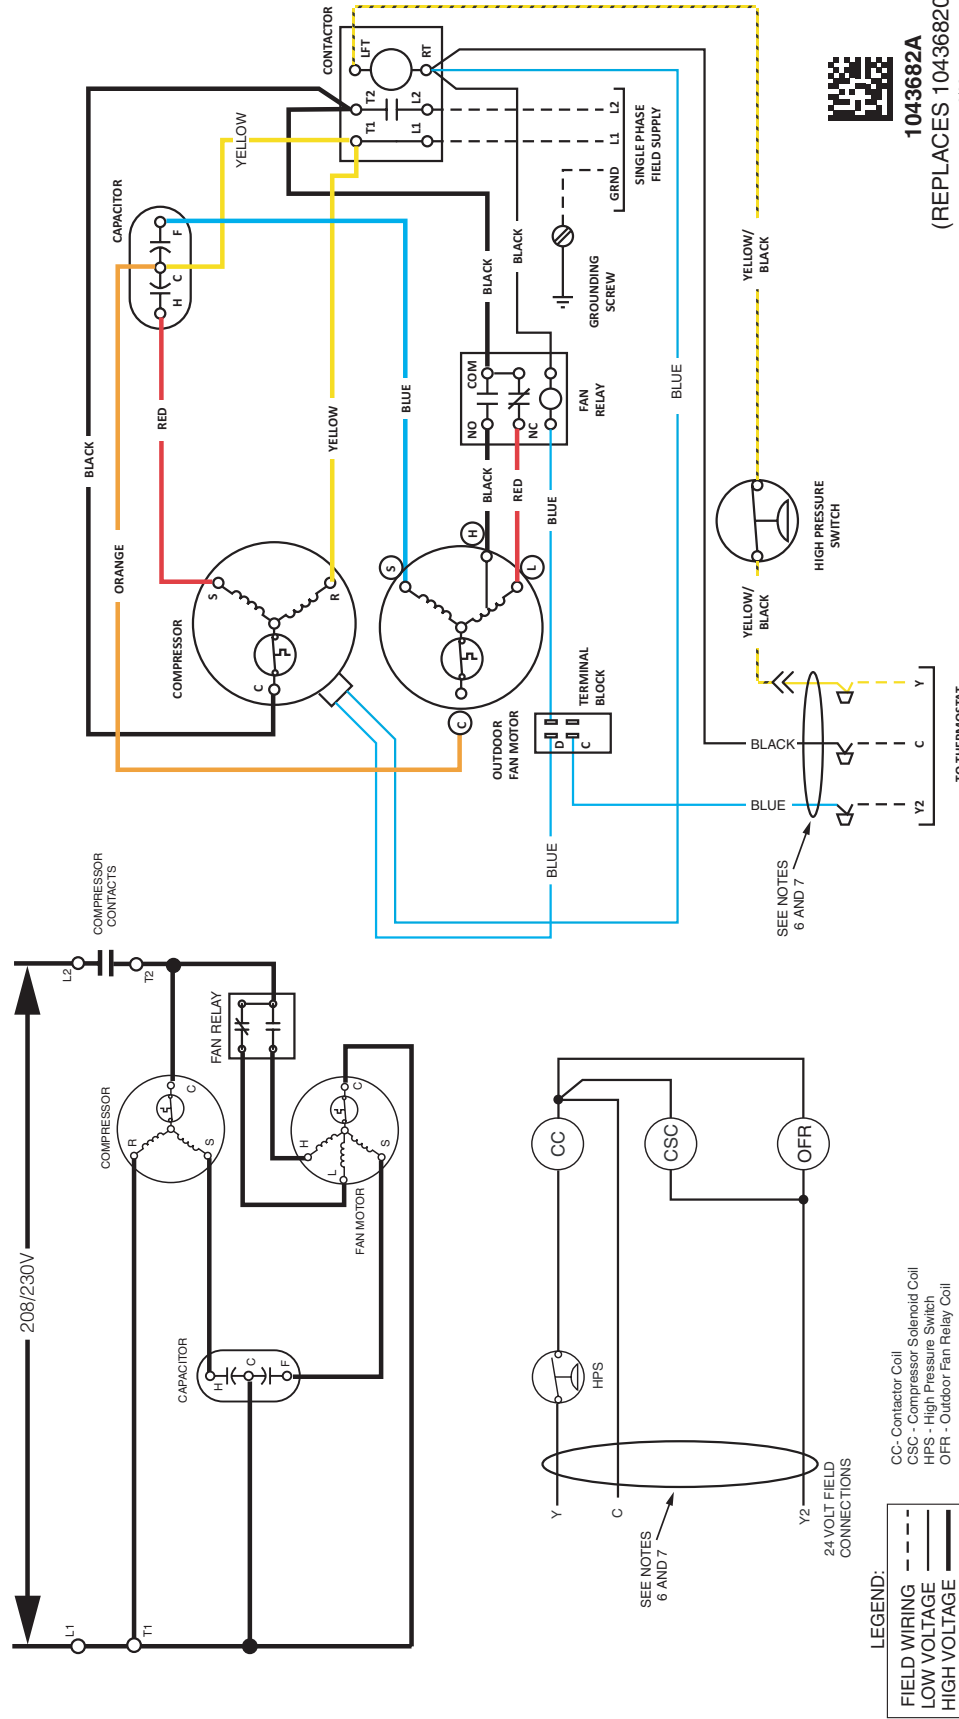 208/230V
L1
T1
L2
T2
COMPRESSOR
CONTACTS
COMPRESSOR
R
S
C
CAPACITOR
H
C
F
FAN RELAY
FAN MOTOR
H
L
S
C
Y
C
Y2
SEE NOTES
6 AND 7
24 VOLT FIELD
CONNECTIONS
HPS
CC
CSC
OFR
LEGEND:
FIELD WIRING
LOW VOLTAGE
HIGH VOLTAGE
CC- Contactor Coil
CSC - Compressor Solenoid Coil
HPS - High Pressure Switch
OFR - Outdoor Fan Relay Coil
BLACK
ORANGE
RED
YELLOW
CAPACITOR
H
C
F
CONTACTOR
LFT
RT
T2
L2
T1
L1
COMPRESSOR
S
R
C
YELLOW
BLUE
OUTDOOR
FAN MOTOR
S
H
L
C
BLACK
RED
BLUE
NO
COM
NC
FAN
RELAY
BLACK
BLACK
GROUNDING
SCREW
GRND
L1
L2
SINGLE PHASE
FIELD SUPPLY
TERMINAL
BLOCK
D
C
BLUE
BLUE
BLUE
BLACK
YELLOW/
BLACK
HIGH PRESSURE
SWITCH
YELLOW/
BLACK
SEE NOTES
6 AND 7
Y2
C
Y
TO THERMOSTAT
1043682A
(REPLACES 10436820